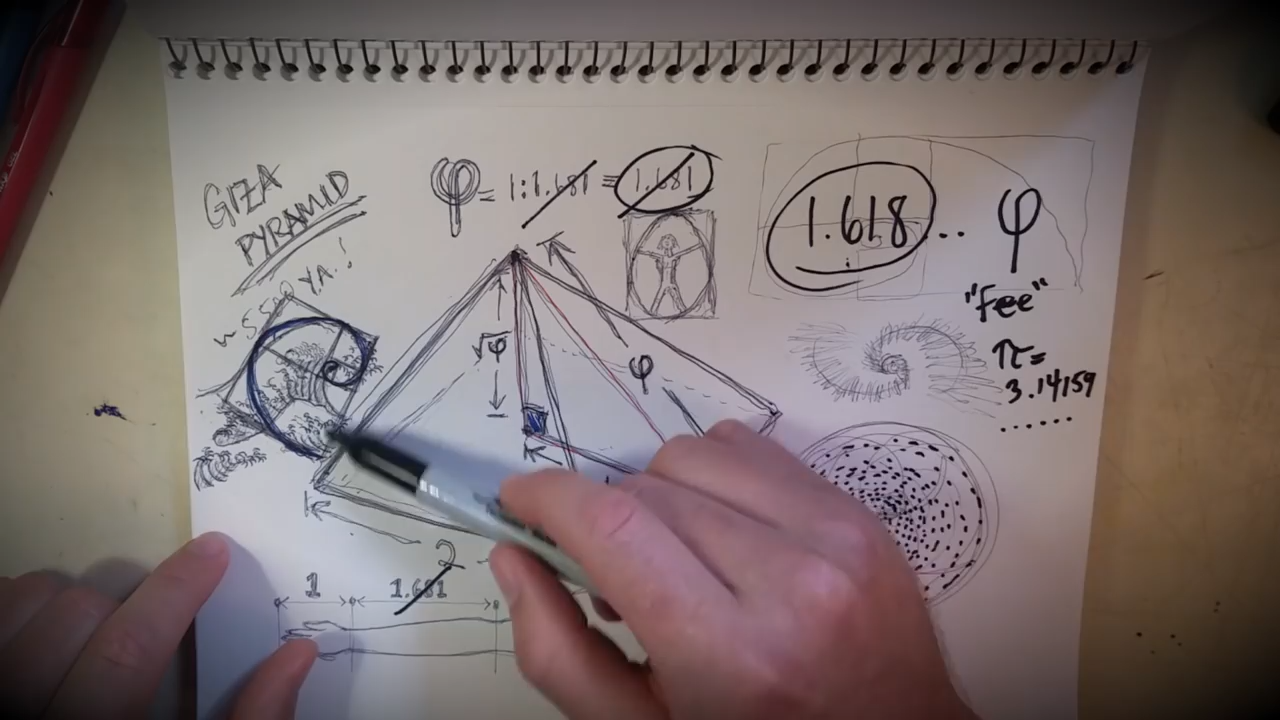 GIZA
PYRAMID
~ 5500 YA!
φ = 1:1.681 = 1.681
1.618... φ
"fee"
π =
3.14159
......
√φ
φ
2
1
1.681